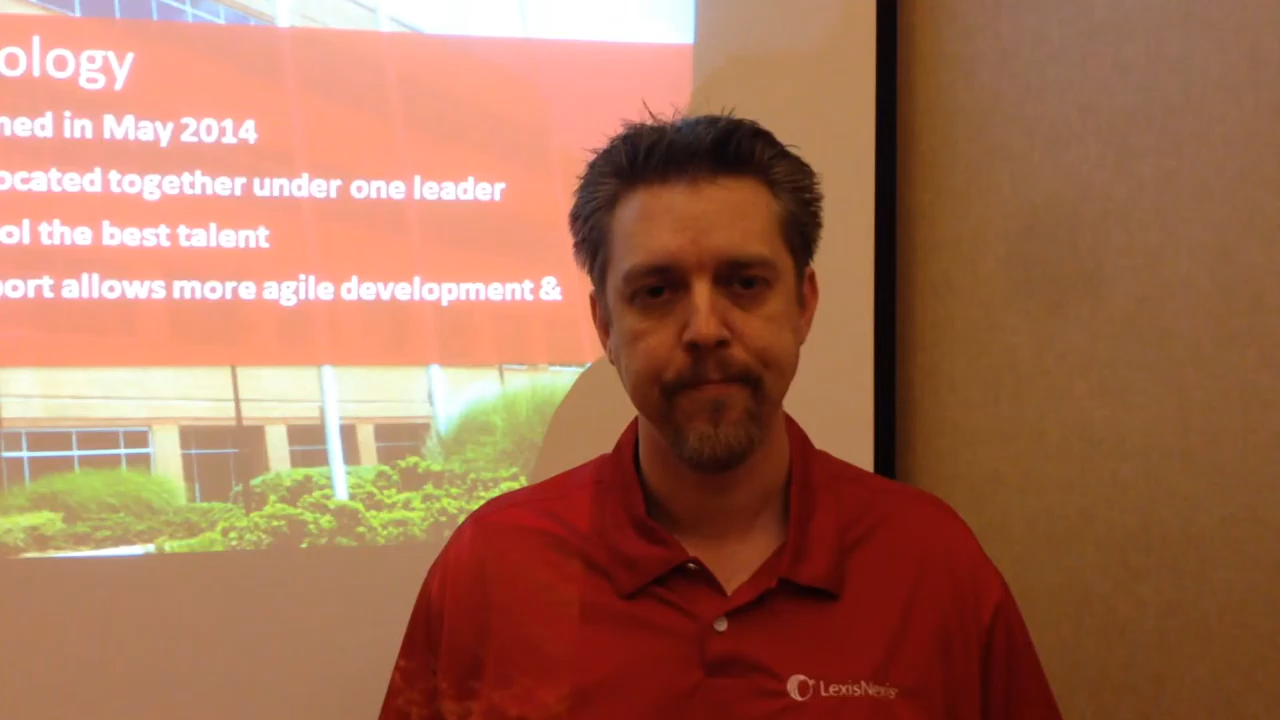 ology
ned in May 2014
ocated together under one leader
ol the best talent
port allows more agile development &
LexisNexis